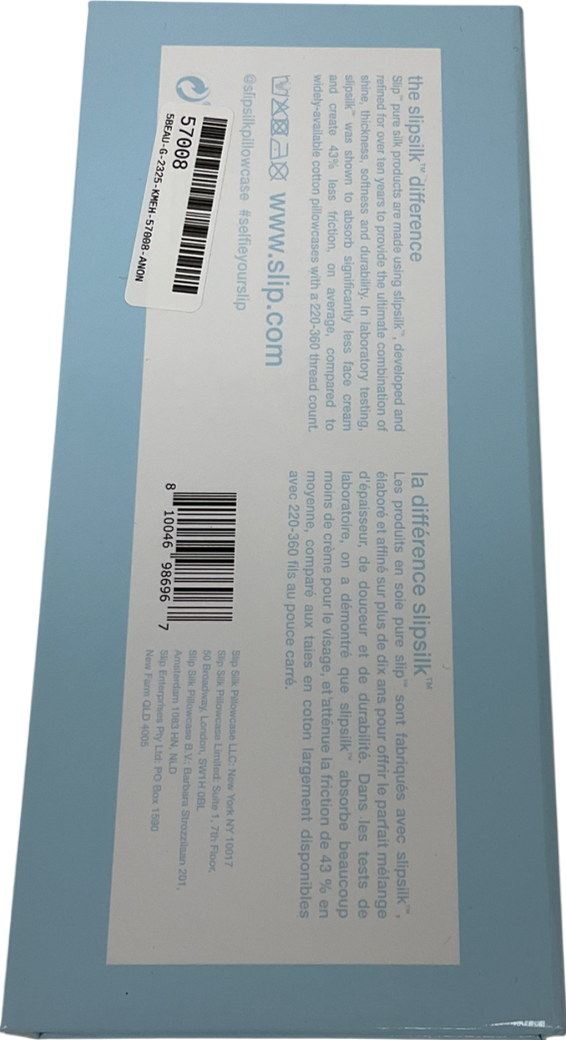 the slipsilk™ difference
Slip™ pure silk products are made using slipsilk™, developed and
refined for over ten years to provide the ultimate combination of
shine, thickness, softness and durability. In laboratory testing,
slipsilk™ was shown to absorb significantly less face cream
and create 43% less friction, on average, compared to
widely-available cotton pillowcases with a 220-360 thread count.
www.slip.com
@slipsilkpillowcase #selfieyourslip
57008
5BEAU-G-2325-KMEH-57008-ANON
la différence slipsilk™
Les produits en soie pure slip™ sont fabriqués avec slipsilk™,
élaboré et affiné sur plus de dix ans pour offrir le parfait mélange
d'épaisseur, de douceur et de durabilité. Dans les tests de
laboratoire, on a démontré que slipsilk™ absorbe beaucoup
moins de crème pour le visage, et atténue la friction de 43 % en
moyenne, comparé aux taies en coton largement disponibles
avec 220-360 fils au pouce carré.
8 10046 98696 7
Slip Silk Pillowcase LLC: New York NY 10017
Slip Silk Pillowcase Limited: Suite 1, 7th Floor,
50 Broadway, London, SW1H 0BL
Slip Silk Pillowcase B.V.: Barbara Strozzilaan 201,
Amsterdam 1083 HN, NLD
Slip Enterprises Pty Ltd: PO Box 1590
New Farm QLD 4005